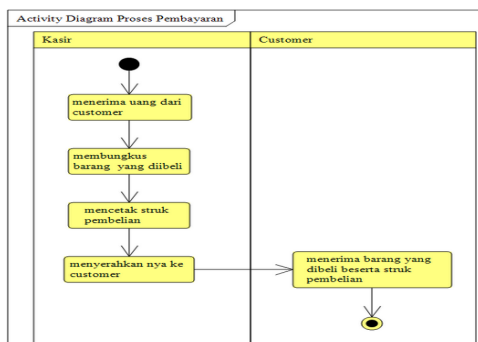 Activity Diagram Proses Pembayaran
Kasir
Customer
menerima uang dari
customer
membungkus
barang yang diibeli
mencetak struk
pembelian
menyerahkan nya ke
customer
menerima barang yang
dibeli beserta struk
pembelian